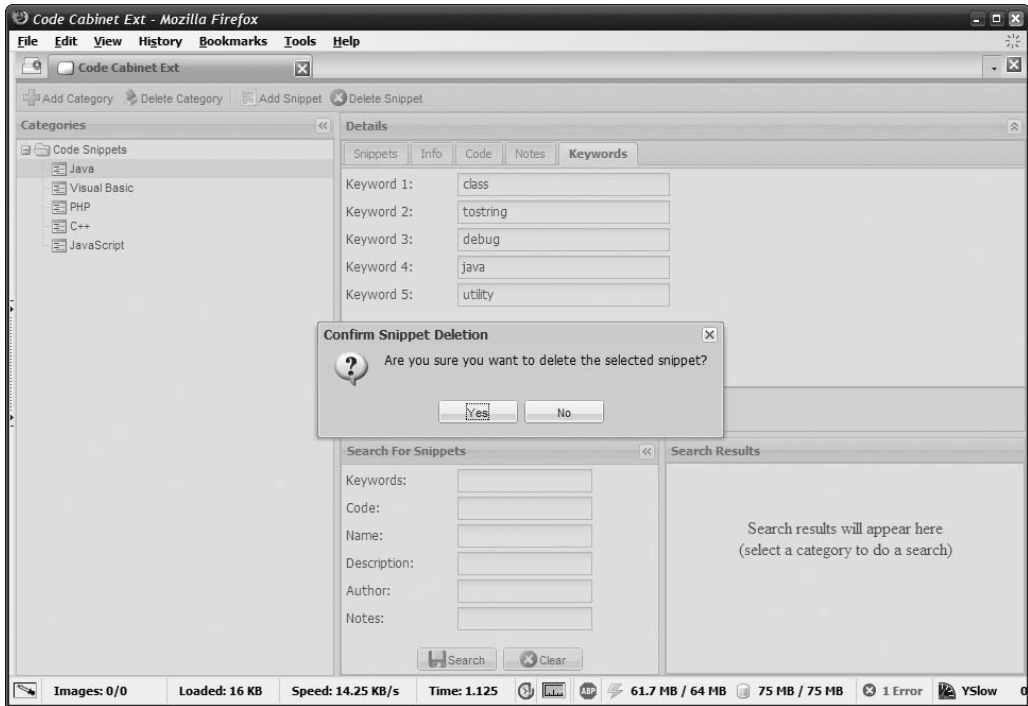 Code Cabinet Ext - Mozilla Firefox
File Edit View History Bookmarks Tools Help
Code Cabinet Ext
Add Category Delete Category Add Snippet Delete Snippet
Categories
Code Snippets
Java
Visual Basic
PHP
C++
JavaScript
Details
Snippets Info Code Notes Keywords
Keyword 1: class
Keyword 2: tostring
Keyword 3: debug
Keyword 4: java
Keyword 5: utility
Confirm Snippet Deletion
Are you sure you want to delete the selected snippet?
Yes No
Search For Snippets
Keywords:
Code:
Name:
Description:
Author:
Notes:
Search Clear
Search Results
Search results will appear here
(select a category to do a search)
Images: 0/0 Loaded: 16 KB Speed: 14.25 KB/s Time: 1.125 ABP 61.7 MB / 64 MB 75 MB / 75 MB 1 Error YSlow 0